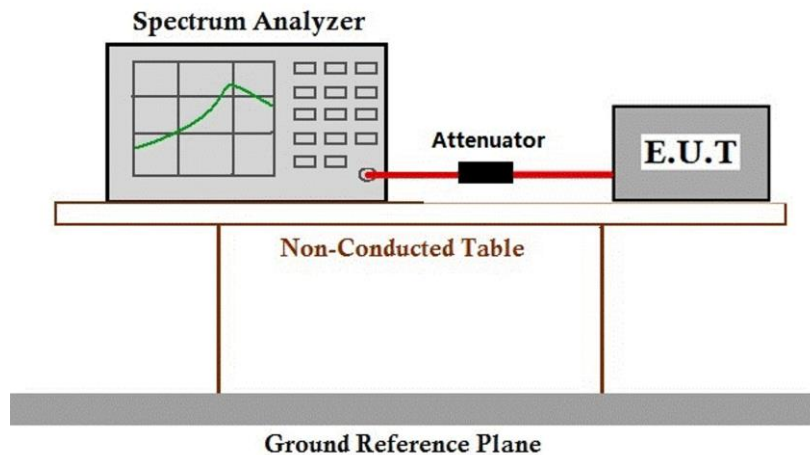 Spectrum Analyzer
Attenuator
E.U.T
Non-Conducted Table
Ground Reference Plane